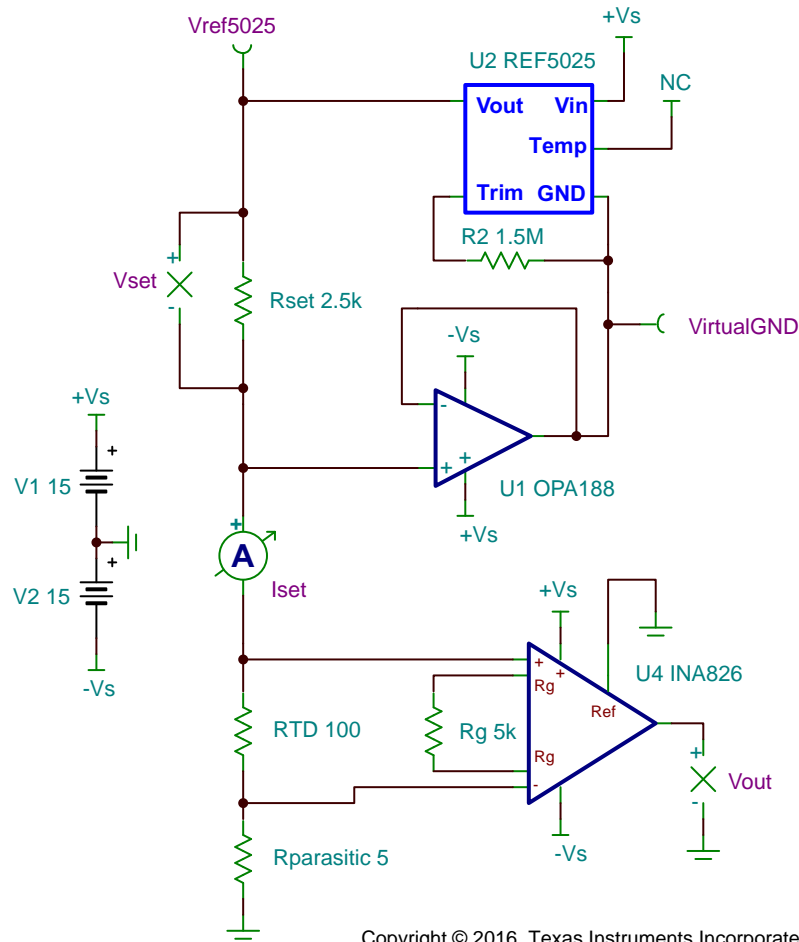 Vref5025
+Vs
U2 REF5025
NC
Vout Vin
Temp
Trim GND
R2 1.5M
+
Vset
-
Rset 2.5k
VirtualGND
-Vs
-
+ +
U1 OPA188
+Vs
+Vs
+
V1 15
+
V2 15
-Vs
+
A
Iset
+Vs
+
+
Rg
U4 INA826
Ref
RTD 100
Rg 5k
Rg
-
+
Vout
-
-Vs
Rparasitic 5
Copyright © 2016, Texas Instruments Incorporate